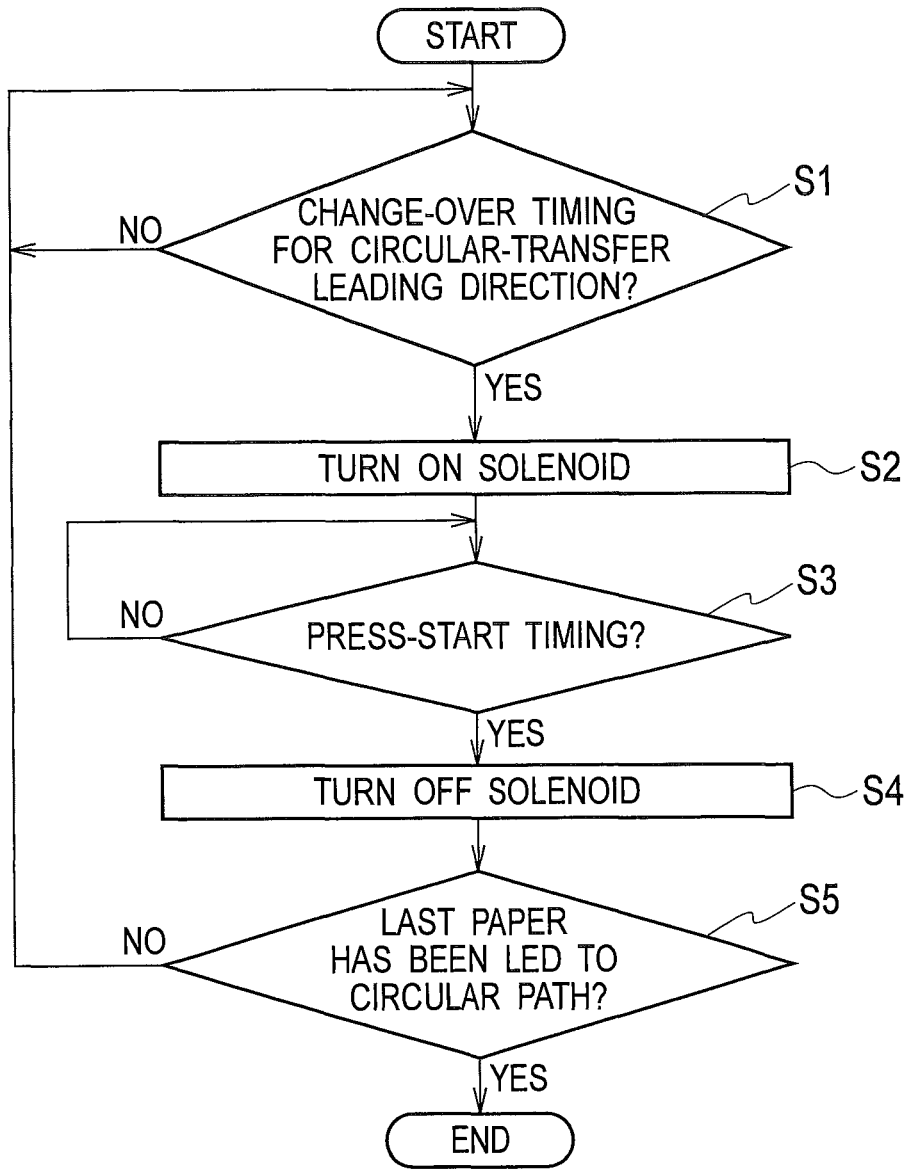 START
CHANGE-OVER TIMING
FOR CIRCULAR-TRANSFER
LEADING DIRECTION?
S1
NO
YES
TURN ON SOLENOID
S2
PRESS-START TIMING?
S3
NO
YES
TURN OFF SOLENOID
S4
LAST PAPER
HAS BEEN LED TO
CIRCULAR PATH?
S5
NO
YES
END